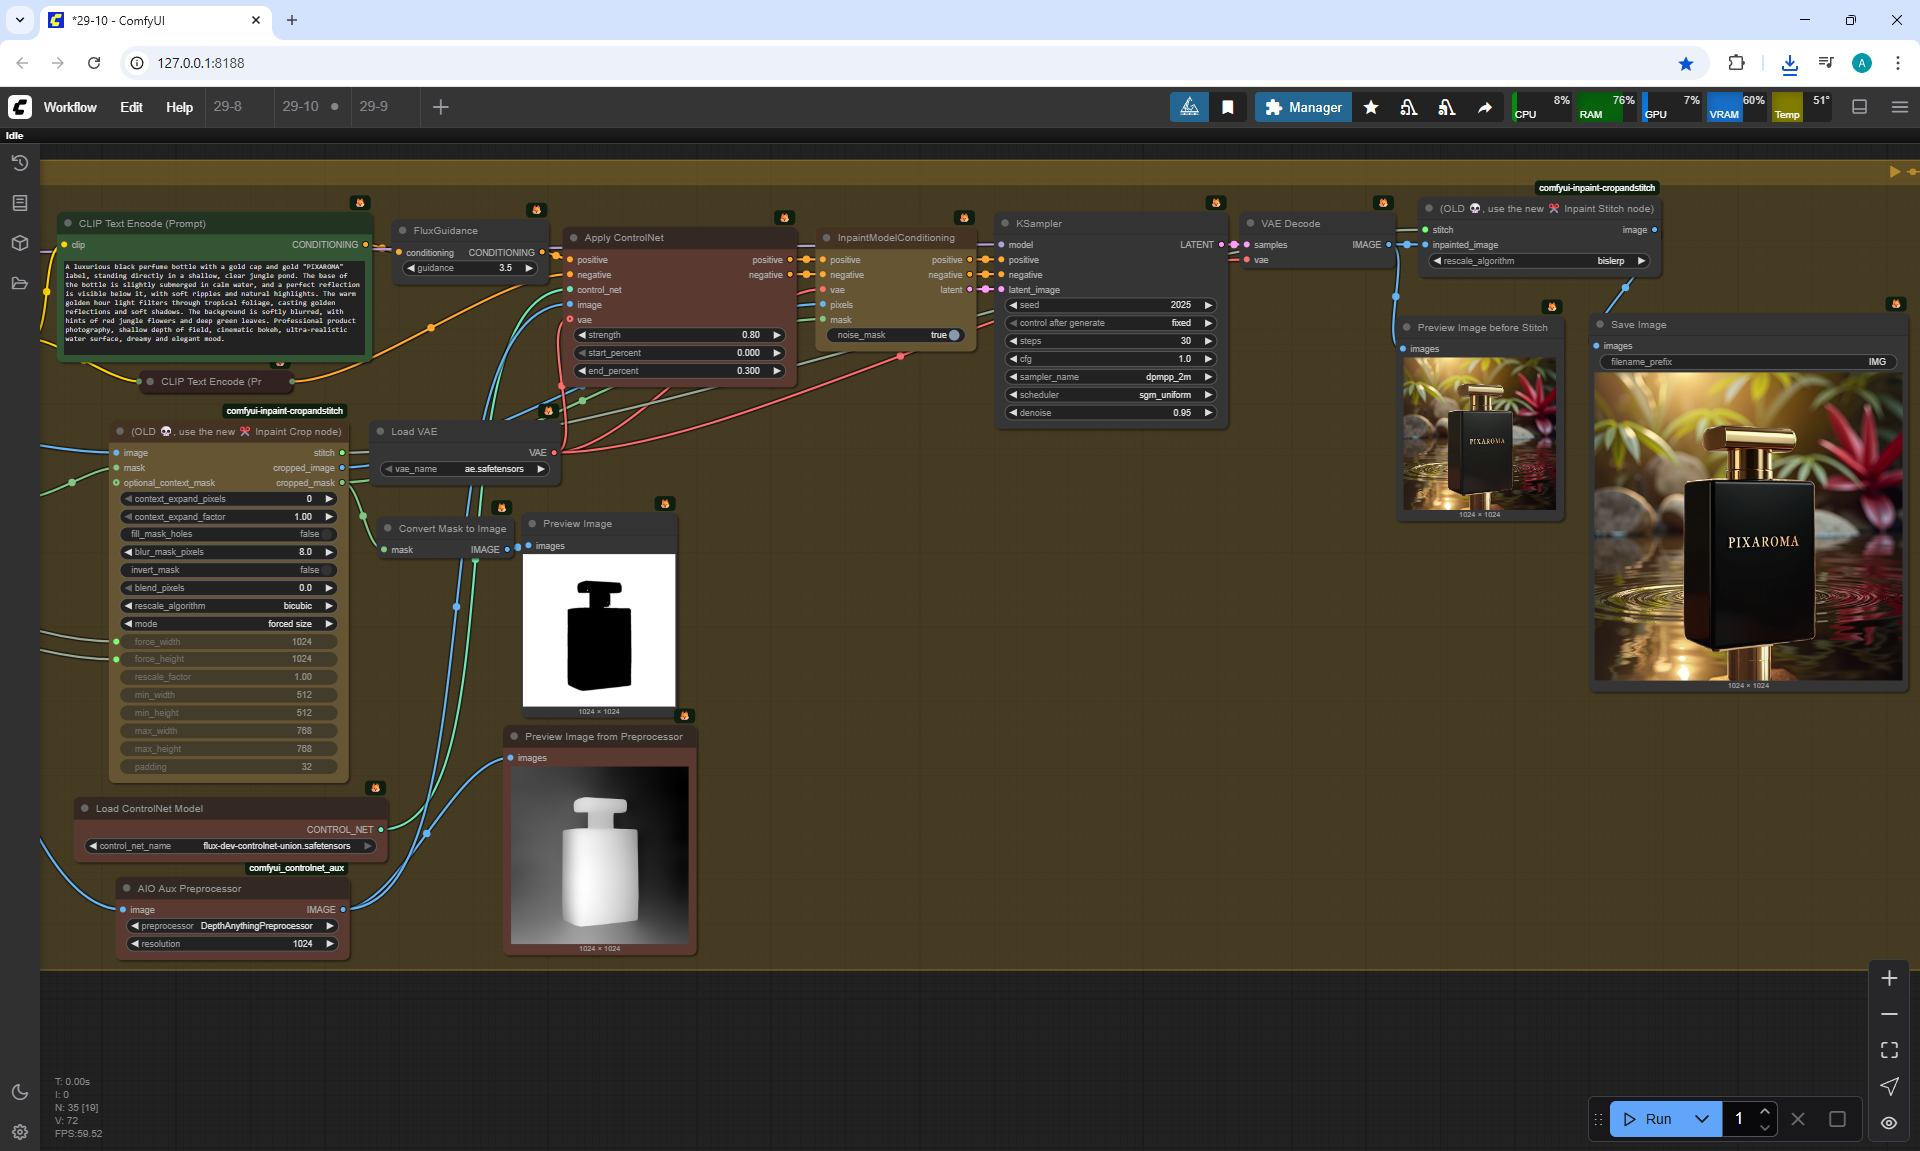 *29-10 - ComfyUI
127.0.0.1:8188
A
Workflow
Edit
Help
29-8
29-10
29-9
Manager
8%
CPU
76%
RAM
7%
GPU
60%
VRAM
51°
Temp
Idle
CLIP Text Encode (Prompt)
clip
CONDITIONING
A luxurious black perfume bottle with a gold cap and gold "PIXAROMA"
label, standing directly in a shallow, clear jungle pond. The base of
the bottle is slightly submerged in calm water, and a perfect reflection
is visible below it, with soft ripples and natural highlights. The warm
golden hour light filters through tropical foliage, casting golden
reflections and soft shadows. The background is softly blurred, with
hints of red jungle flowers and deep green leaves. Professional product
photography, shallow depth of field, cinematic bokeh, ultra-realistic
water surface, dreamy and elegant mood.
CLIP Text Encode (Pr
FluxGuidance
conditioning
CONDITIONING
guidance
3.5
Apply ControlNet
positive
positive
negative
negative
control_net
image
vae
strength
0.80
start_percent
0.000
end_percent
0.300
InpaintModelConditioning
positive
positive
negative
negative
vae
latent
pixels
mask
noise_mask
true
KSampler
model
LATENT
positive
negative
latent_image
seed
2025
control after generate
fixed
steps
30
cfg
1.0
sampler_name
dpmpp_2m
scheduler
sgm_uniform
denoise
0.95
VAE Decode
samples
IMAGE
vae
comfyui-inpaint-cropandstitch
(OLD 💀, use the new ✂️ Inpaint Stitch node)
stitch
image
inpainted_image
rescale_algorithm
bislerp
Preview Image before Stitch
images
PIXAROMA
1024 × 1024
Save Image
images
filename_prefix
IMG
PIXAROMA
1024 × 1024
comfyui-inpaint-cropandstitch
(OLD 💀, use the new ✂️ Inpaint Crop node)
image
stitch
mask
cropped_image
optional_context_mask
cropped_mask
context_expand_pixels
0
context_expand_factor
1.00
fill_mask_holes
false
blur_mask_pixels
8.0
invert_mask
false
blend_pixels
0.0
rescale_algorithm
bicubic
mode
forced size
force_width
1024
force_height
1024
rescale_factor
1.00
min_width
512
min_height
512
max_width
768
max_height
768
padding
32
Load VAE
VAE
vae_name
ae.safetensors
Convert Mask to Image
mask
IMAGE
Preview Image
images
1024 × 1024
Preview Image from Preprocessor
images
1024 × 1024
Load ControlNet Model
CONTROL_NET
control_net_name
flux-dev-controlnet-union.safetensors
comfyui_controlnet_aux
AIO Aux Preprocessor
image
IMAGE
preprocessor
DepthAnythingPreprocessor
resolution
1024
T: 0.00s
I: 0
N: 35 [19]
V: 72
FPS:59.52
Run
1